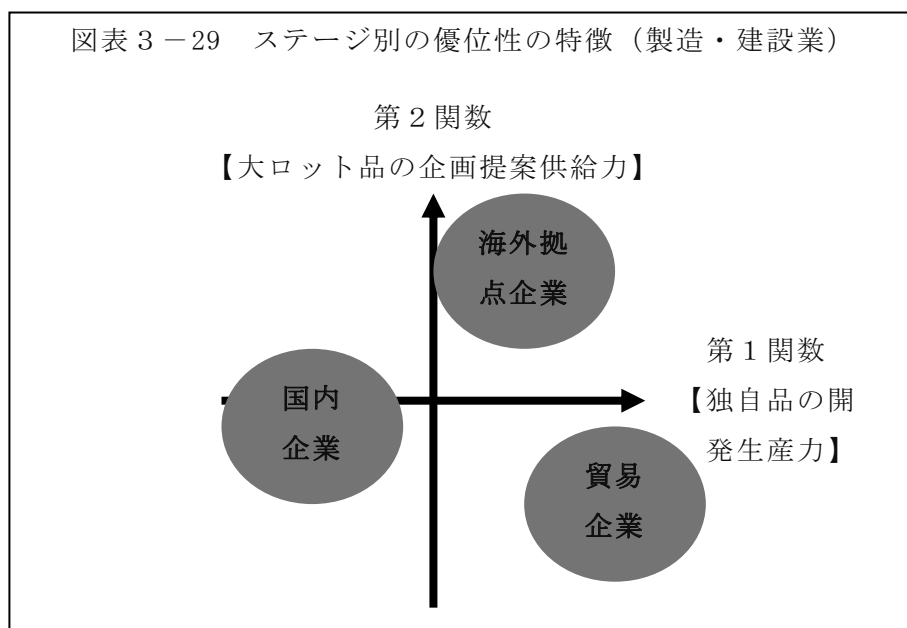 図表３－29 ステージ別の優位性の特徴（製造・建設業）
第２関数
【大ロット品の企画提案供給力】
海外拠
点企業
第１関数
【独自品の開
発生産力】
国内
企業
貿易
企業